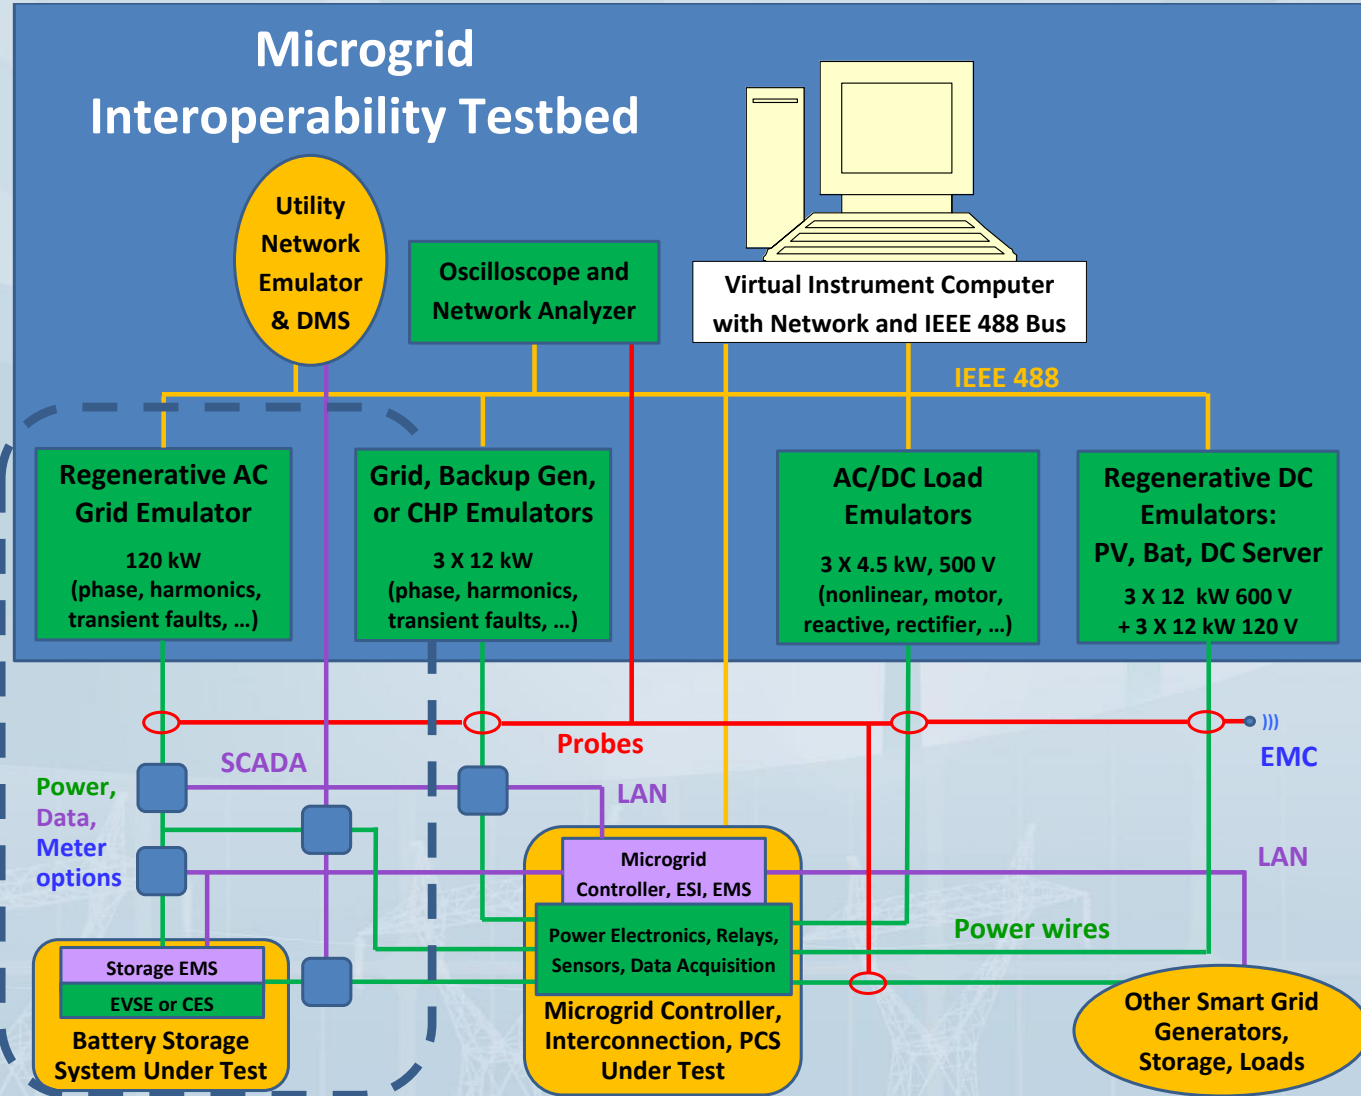 Microgrid
Interoperability Testbed
Utility
Network
Emulator
& DMS
Oscilloscope and
Network Analyzer
Virtual Instrument Computer
with Network and IEEE 488 Bus
IEEE 488
Regenerative AC
Grid Emulator
120 kW
(phase, harmonics,
transient faults, ...)
Grid, Backup Gen,
or CHP Emulators
3 X 12 kW
(phase, harmonics,
transient faults, ...)
AC/DC Load
Emulators
3 X 4.5 kW, 500 V
(nonlinear, motor,
reactive, rectifier, ...)
Regenerative DC
Emulators:
PV, Bat, DC Server
3 X 12 kW 600 V
+ 3 X 12 kW 120 V
Probes
)))
EMC
SCADA
LAN
Power,
Data,
Meter
options
LAN
Microgrid
Controller, ESI, EMS
Power Electronics, Relays,
Sensors, Data Acquisition
Microgrid Controller,
Interconnection, PCS
Under Test
Power wires
Storage EMS
EVSE or CES
Battery Storage
System Under Test
Other Smart Grid
Generators,
Storage, Loads